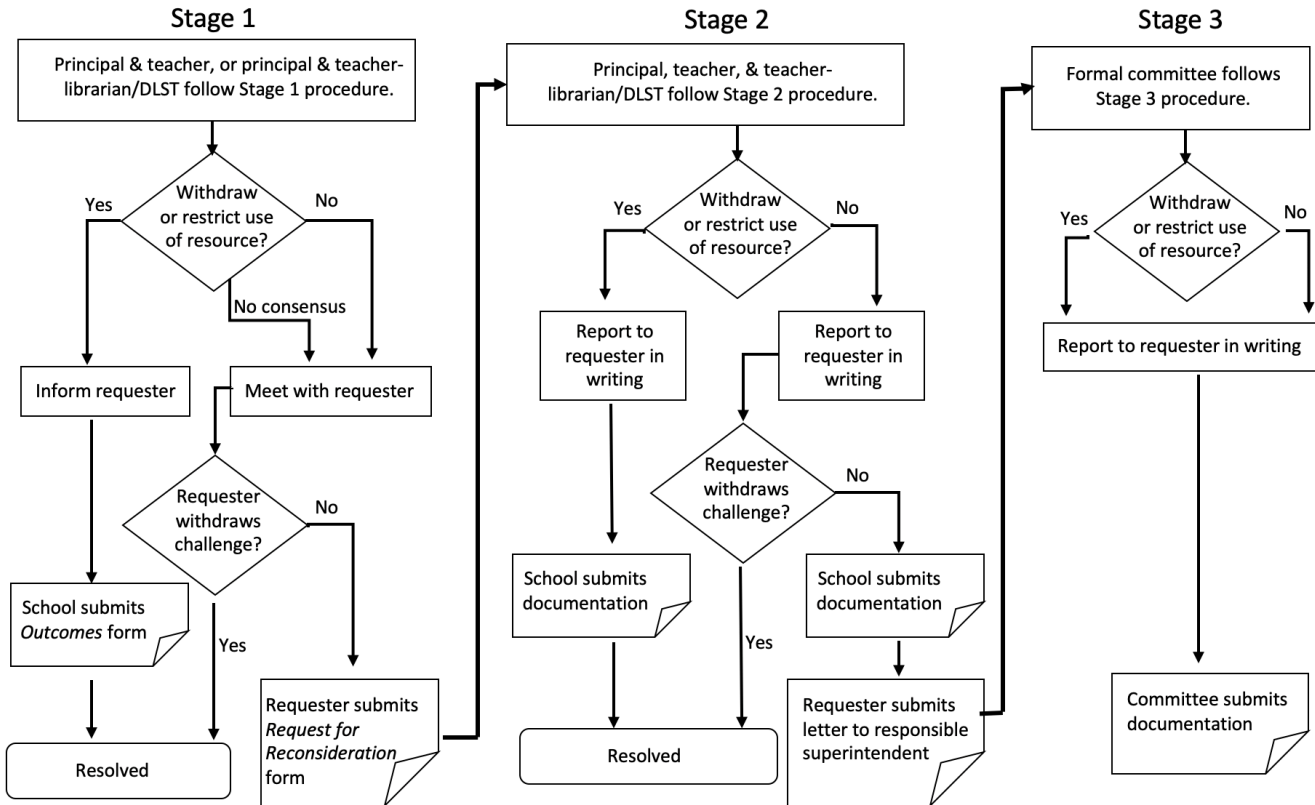 Stage 1
Principal & teacher, or principal & teacher-
librarian/DLST follow Stage 1 procedure.
Withdraw
or restrict use
of resource?
Yes
No
No consensus
Inform requester
Meet with requester
Requester
withdraws
challenge?
No
School submits
Outcomes form
Yes
Requester submits
Request for
Reconsideration
form
Resolved
Stage 2
Principal, teacher, & teacher-
librarian/DLST follow Stage 2 procedure.
Withdraw
or restrict use
of resource?
Yes
No
Report to
requester in
writing
Report to
requester in
writing
Requester
withdraws
challenge?
No
School submits
documentation
School submits
documentation
Yes
Requester submits
letter to responsible
superintendent
Resolved
Stage 3
Formal committee follows
Stage 3 procedure.
Withdraw
or restrict use
of resource?
Yes
No
Report to requester in writing
Committee submits
documentation